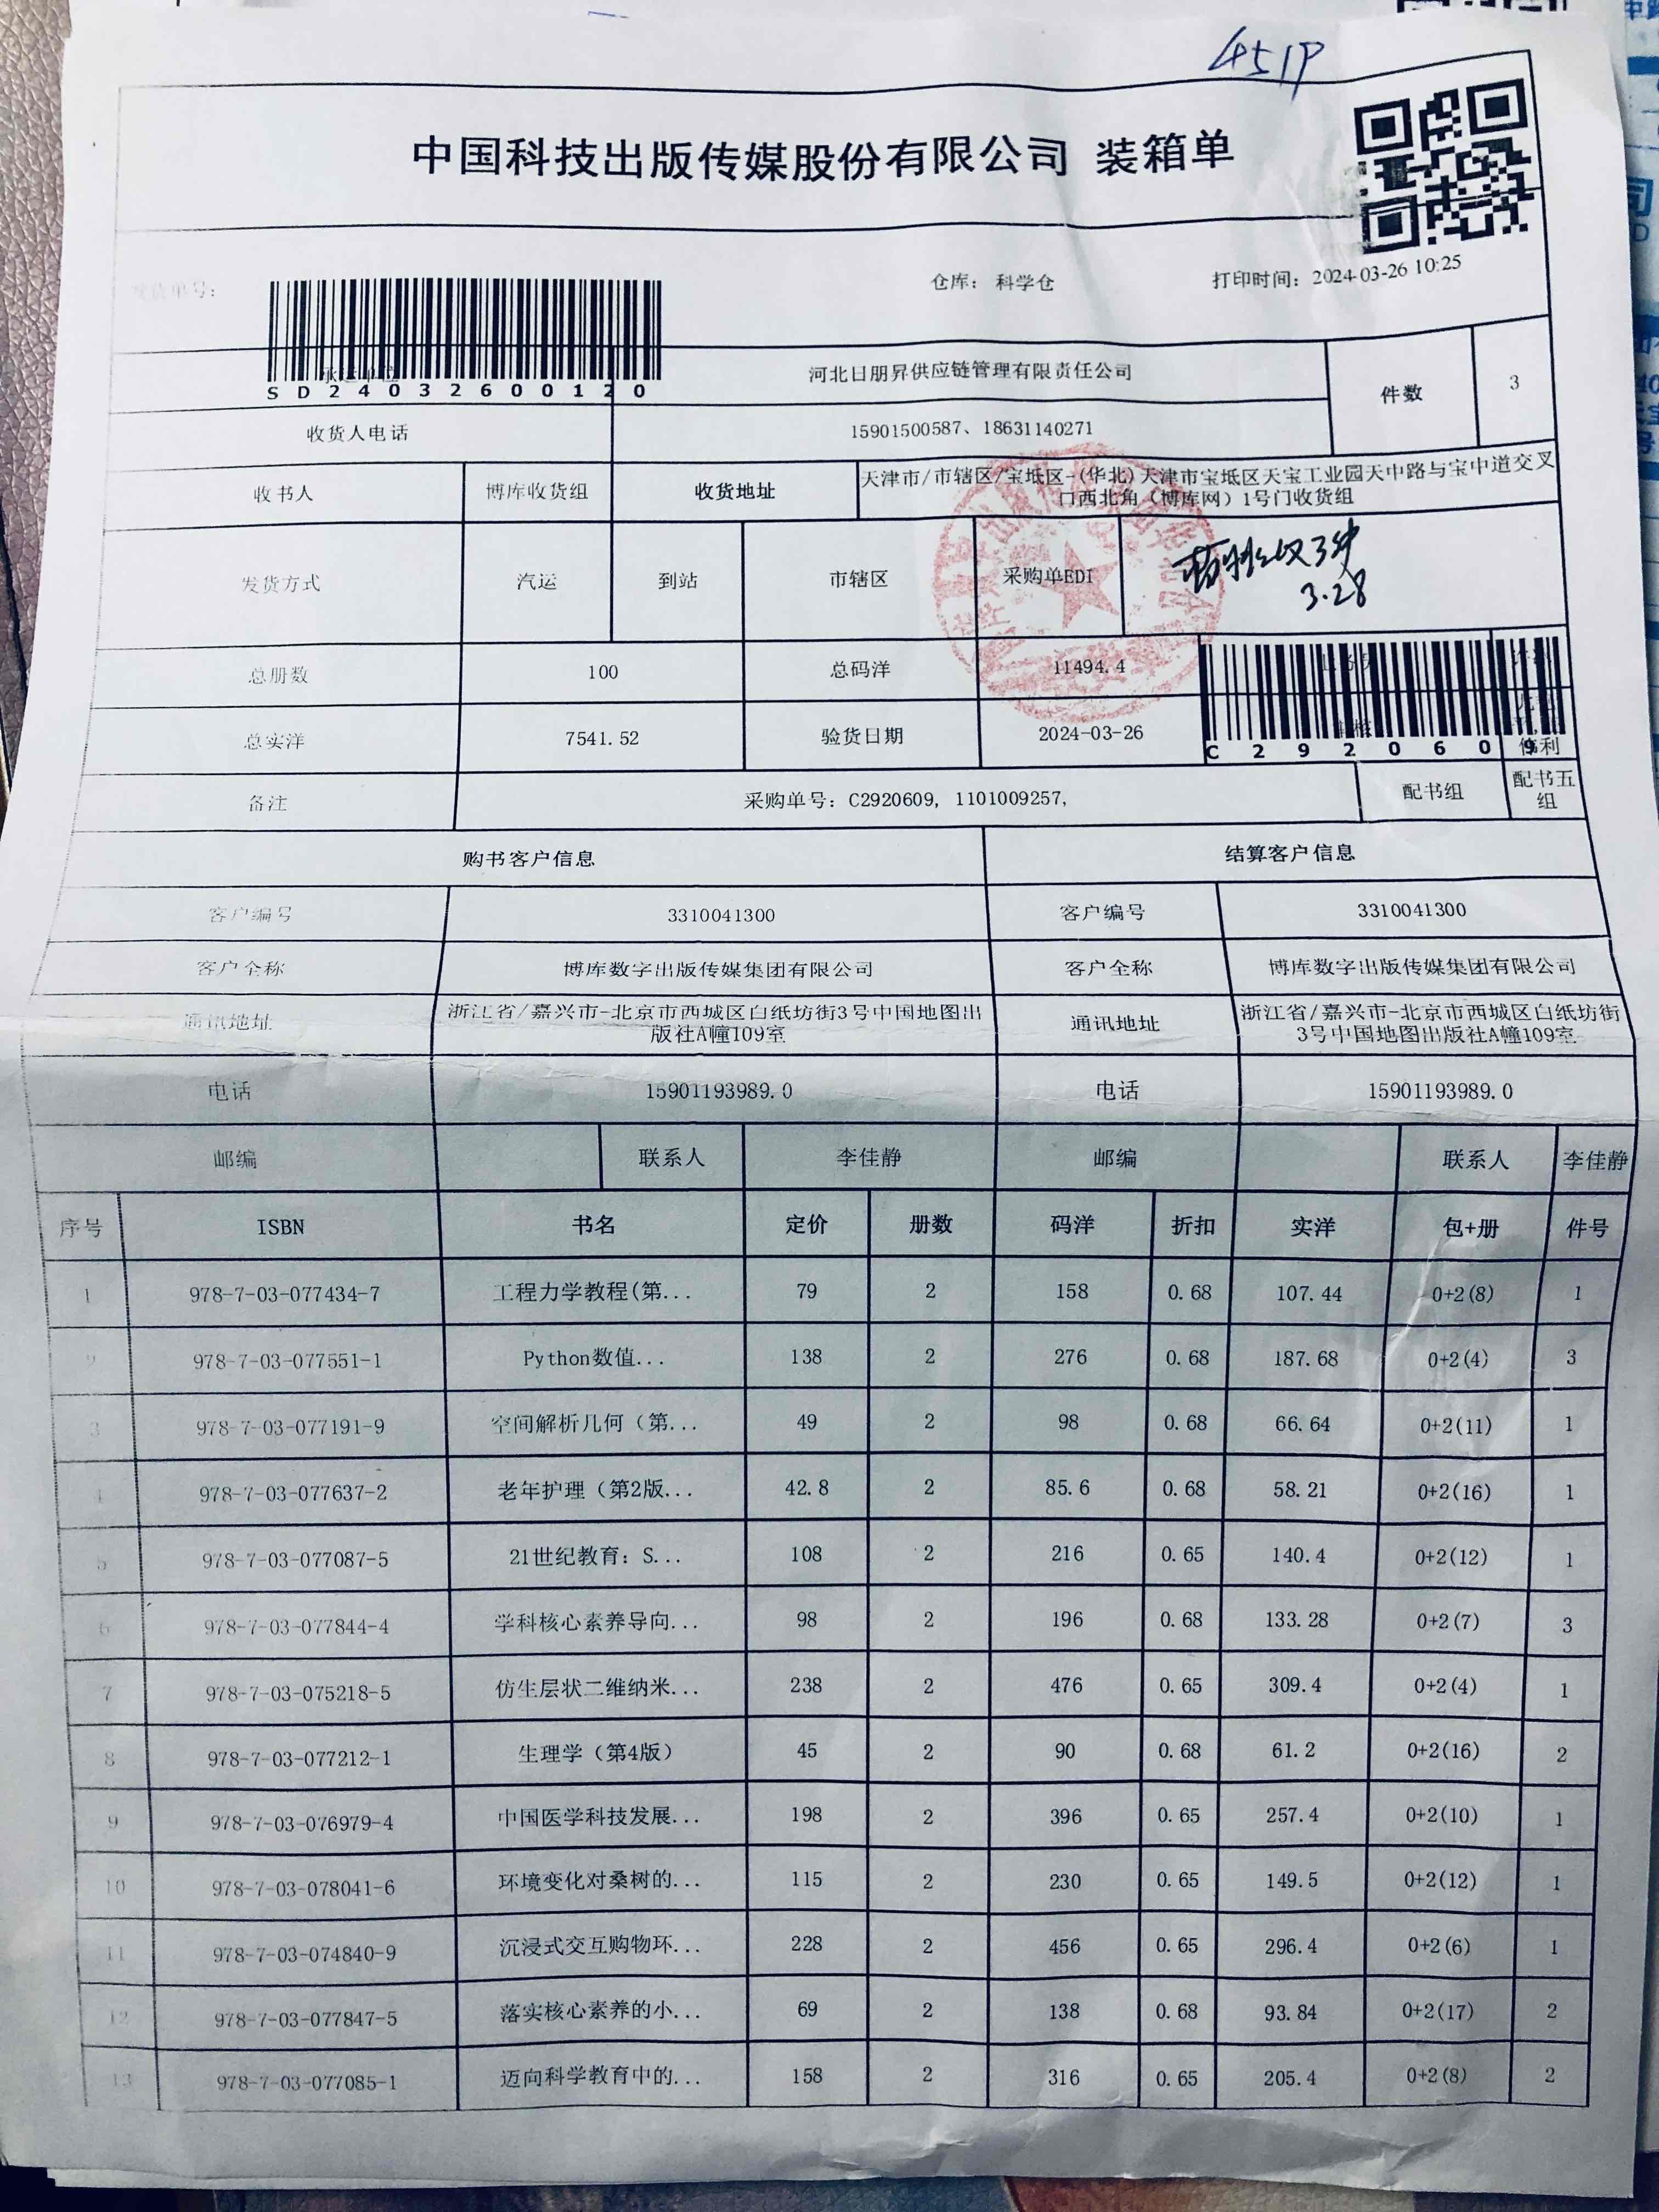 451P
中国科技出版传媒股份有限公司 装箱单
发货单号：
仓库： 科学仓
打印时间：2024-03-26 10:25
SD24032600120
承运单位
河北日朋昇供应链管理有限责任公司
件数
3
收货人电话
15901500587、18631140271
收书人
博库收货组
收货地址
天津市/市辖区/宝坻区-(华北)天津市宝坻区天宝工业园天中路与宝中道交叉
口西北角（博库网）1号门收货组
发货方式
汽运
到站
市辖区
采购单EDI
3.28
总册数
100
总码洋
11494.4
总实洋
7541.52
验货日期
2024-03-26
C2920609
备注
采购单号：C2920609, 1101009257,
配书组
配书五
组
购书客户信息
结算客户信息
客户编号
3310041300
客户编号
3310041300
客户全称
博库数字出版传媒集团有限公司
客户全称
博库数字出版传媒集团有限公司
通讯地址
浙江省/嘉兴市-北京市西城区白纸坊街3号中国地图出
版社A幢109室
通讯地址
浙江省/嘉兴市-北京市西城区白纸坊街
3号中国地图出版社A幢109室
电话
15901193989.0
电话
15901193989.0
邮编
联系人
李佳静
邮编
联系人
李佳静
序号 ISBN 书名 定价 册数 码洋 折扣 实洋 包+册 件号
1 978-7-03-077434-7 工程力学教程(第... 79 2 158 0.68 107.44 0+2(8) 1
2 978-7-03-077551-1 Python数值... 138 2 276 0.68 187.68 0+2(4) 3
3 978-7-03-077191-9 空间解析几何（第... 49 2 98 0.68 66.64 0+2(11) 1
4 978-7-03-077637-2 老年护理（第2版... 42.8 2 85.6 0.68 58.21 0+2(16) 1
5 978-7-03-077087-5 21世纪教育：S... 108 2 216 0.65 140.4 0+2(12) 1
6 978-7-03-077844-4 学科核心素养导向... 98 2 196 0.68 133.28 0+2(7) 3
7 978-7-03-075218-5 仿生层状二维纳米... 238 2 476 0.65 309.4 0+2(4) 1
8 978-7-03-077212-1 生理学（第4版） 45 2 90 0.68 61.2 0+2(16) 2
9 978-7-03-076979-4 中国医学科技发展... 198 2 396 0.65 257.4 0+2(10) 1
10 978-7-03-078041-6 环境变化对桑树的... 115 2 230 0.65 149.5 0+2(12) 1
11 978-7-03-074840-9 沉浸式交互购物环... 228 2 456 0.65 296.4 0+2(6) 1
12 978-7-03-077847-5 落实核心素养的小... 69 2 138 0.68 93.84 0+2(17) 2
13 978-7-03-077085-1 迈向科学教育中的... 158 2 316 0.65 205.4 0+2(8) 2